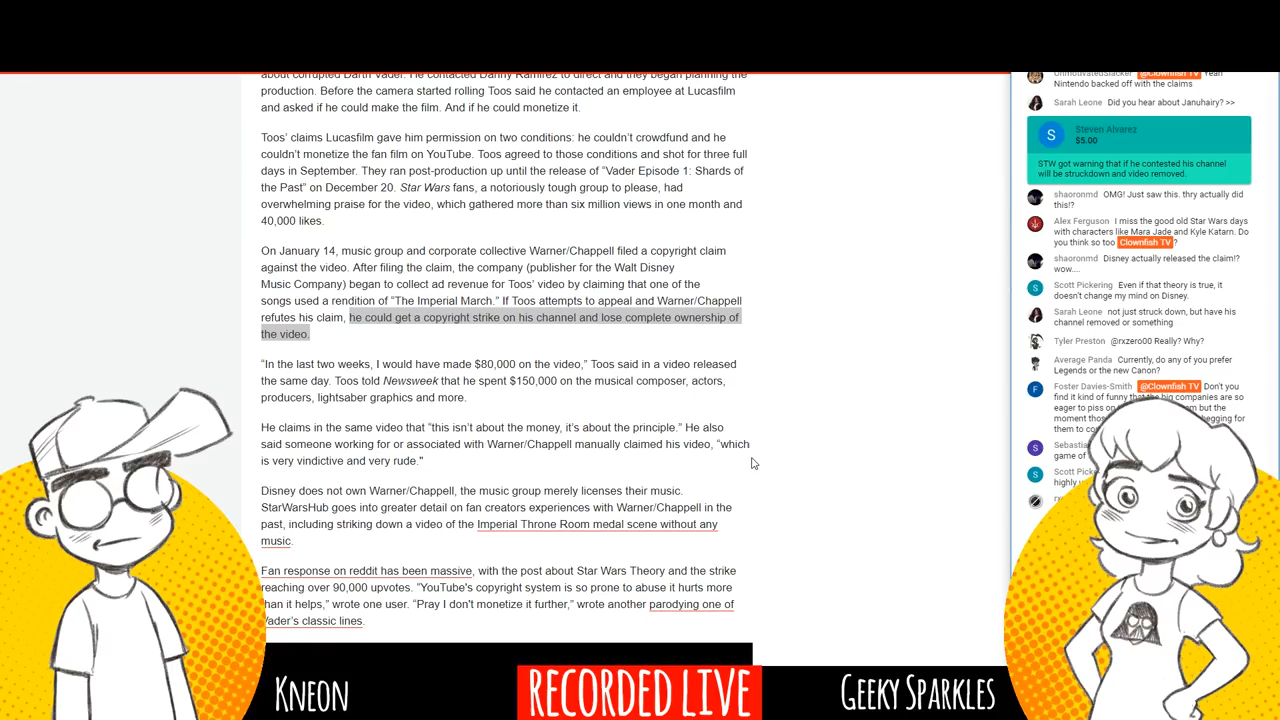 about corrupted Darth Vader. He contacted Danny Ramirez to direct and they began planning the
production. Before the camera started rolling Toos said he contacted an employee at Lucasfilm
and asked if he could make the film. And if he could monetize it.
Toos' claims Lucasfilm gave him permission on two conditions: he couldn't crowdfund and he
couldn't monetize the fan film on YouTube. Toos agreed to those conditions and shot for three full
days in September. They ran post-production up until the release of "Vader Episode 1: Shards of
the Past" on December 20. Star Wars fans, a notoriously tough group to please, had
overwhelming praise for the video, which gathered more than six million views in one month and
40,000 likes.
On January 14, music group and corporate collective Warner/Chappell filed a copyright claim
against the video. After filing the claim, the company (publisher for the Walt Disney
Music Company) began to collect ad revenue for Toos' video by claiming that one of the
songs used a rendition of "The Imperial March." If Toos attempts to appeal and Warner/Chappell
refutes his claim, he could get a copyright strike on his channel and lose complete ownership of
the video.
"In the last two weeks, I would have made $80,000 on the video," Toos said in a video released
the same day. Toos told Newsweek that he spent $150,000 on the musical composer, actors,
producers, lightsaber graphics and more.
He claims in the same video that "this isn't about the money, it's about the principle." He also
said someone working for or associated with Warner/Chappell manually claimed his video, "which
is very vindictive and very rude."
Disney does not own Warner/Chappell, the music group merely licenses their music.
StarWarsHub goes into greater detail on fan creators experiences with Warner/Chappell in the
past, including striking down a video of the Imperial Throne Room medal scene without any
music.
Fan response on reddit has been massive, with the post about Star Wars Theory and the strike
reaching over 90,000 upvotes. "YouTube's copyright system is so prone to abuse it hurts more
than it helps," wrote one user. "Pray I don't monetize it further," wrote another parodying one of
Vader's classic lines.
UnmotivatedSlacker @Clownfish TV Yeah
Nintendo backed off with the claims
Sarah Leone Did you hear about Januhairy? >>
S
Steven Alvarez
$5.00
STW got warning that if he contested his channel
will be struckdown and video removed.
shaoronmd OMG! Just saw this. thry actually did
this!?
Alex Ferguson I miss the good old Star Wars days
with characters like Mara Jade and Kyle Katarn. Do
you think so too Clownfish TV ?
shaoronmd Disney actually released the claim!?
wow....
S Scott Pickering Even if that theory is true, it
doesn't change my mind on Disney.
Sarah Leone not just struck down, but have his
channel removed or something
Tyler Preston @rxzero00 Really? Why?
Average Panda Currently, do any of you prefer
Legends or the new Canon?
F Foster Davies-Smith @Clownfish TV Don't you
find it kind of funny that the big companies are so
eager to piss on
moment those begging for
them to
S Sebastia
game of
S Scott Pick
highly
KNEON
RECORDED LIVE
GEEKY SPARKLES